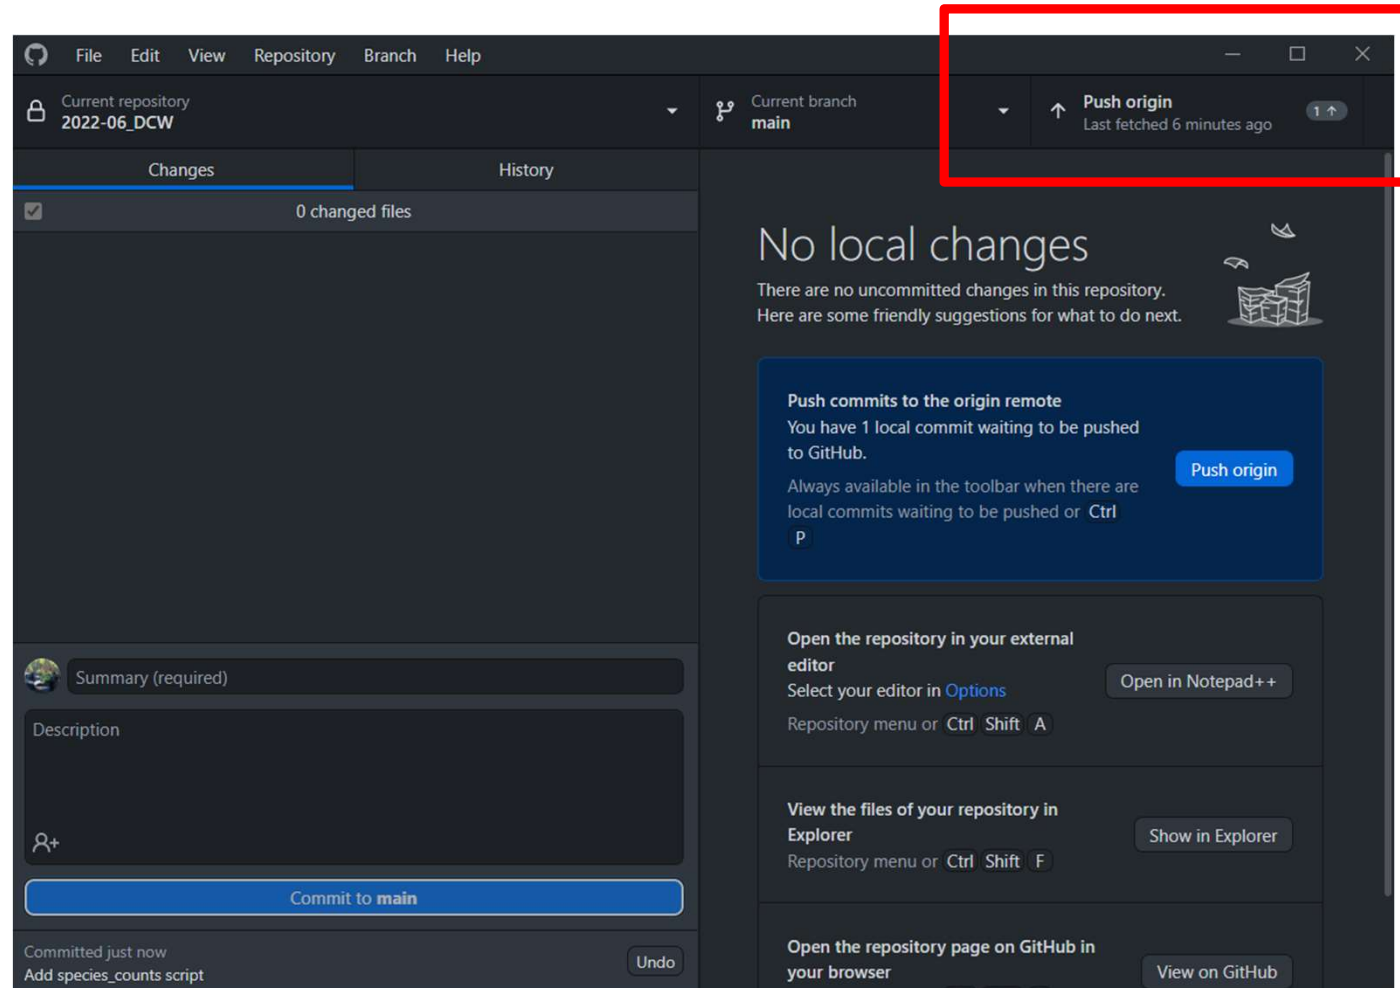 File Edit View Repository Branch Help
Current repository
2022-06_DCW
Current branch
main
Push origin
Last fetched 6 minutes ago
1
Changes
History
0 changed files
No local changes
There are no uncommitted changes in this repository.
Here are some friendly suggestions for what to do next.
Push commits to the origin remote
You have 1 local commit waiting to be pushed
to GitHub.
Always available in the toolbar when there are
local commits waiting to be pushed or Ctrl
P
Push origin
Open the repository in your external
editor
Select your editor in Options
Repository menu or Ctrl Shift A
Open in Notepad++
View the files of your repository in
Explorer
Repository menu or Ctrl Shift F
Show in Explorer
Open the repository page on GitHub in
your browser
View on GitHub
Summary (required)
Description
Commit to main
Committed just now
Add species_counts script
Undo